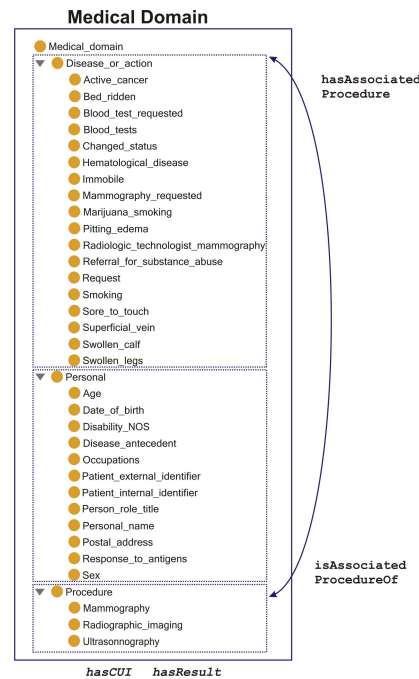 Medical Domain
Medical_domain
Disease_or_action
Active_cancer
Bed_ridden
Blood_test_requested
Blood_tests
Changed_status
Hematological_disease
Immobile
Mammography_requested
Marijuana_smoking
Pitting_edema
Radiologic_technologist_mammography
Referral_for_substance_abuse
Request
Smoking
Sore_to_touch
Superficial_vein
Swollen_calf
Swollen_legs
Personal
Age
Date_of_birth
Disability_NOS
Disease_antecedent
Occupations
Patient_external_identifier
Patient_internal_identifier
Person_role_title
Personal_name
Postal_address
Response_to_antigens
Sex
Procedure
Mammography
Radiographic_imaging
Ultrasonnography
hasCUI hasResult
hasAssociated
Procedure
isAssociated
ProcedureOf